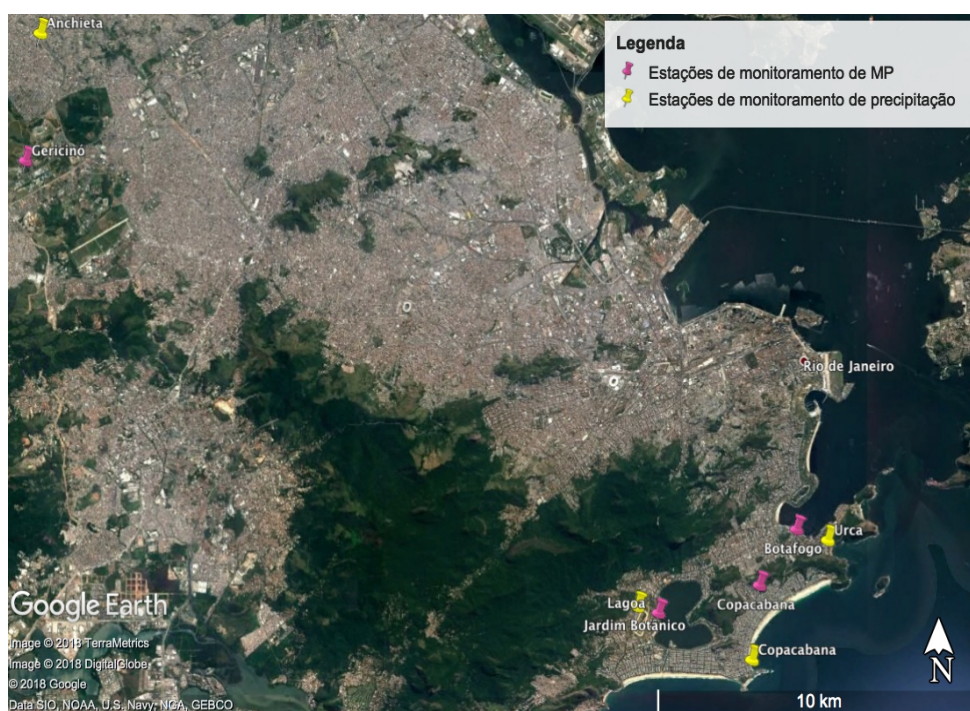 Anchieta
Legenda
Estações de monitoramento de MP
Estações de monitoramento de precipitação
Gericinó
Rio de Janeiro
Urca
Botafogo
Lagoa
Copacabana
Jardim Botânico
Copacabana
Google Earth
Image © 2018 TerraMetrics
Image © 2018 DigitalGlobe
© 2018 Google
Data SIO, NOAA, U.S. Navy, NGA, GEBCO
10 km
N